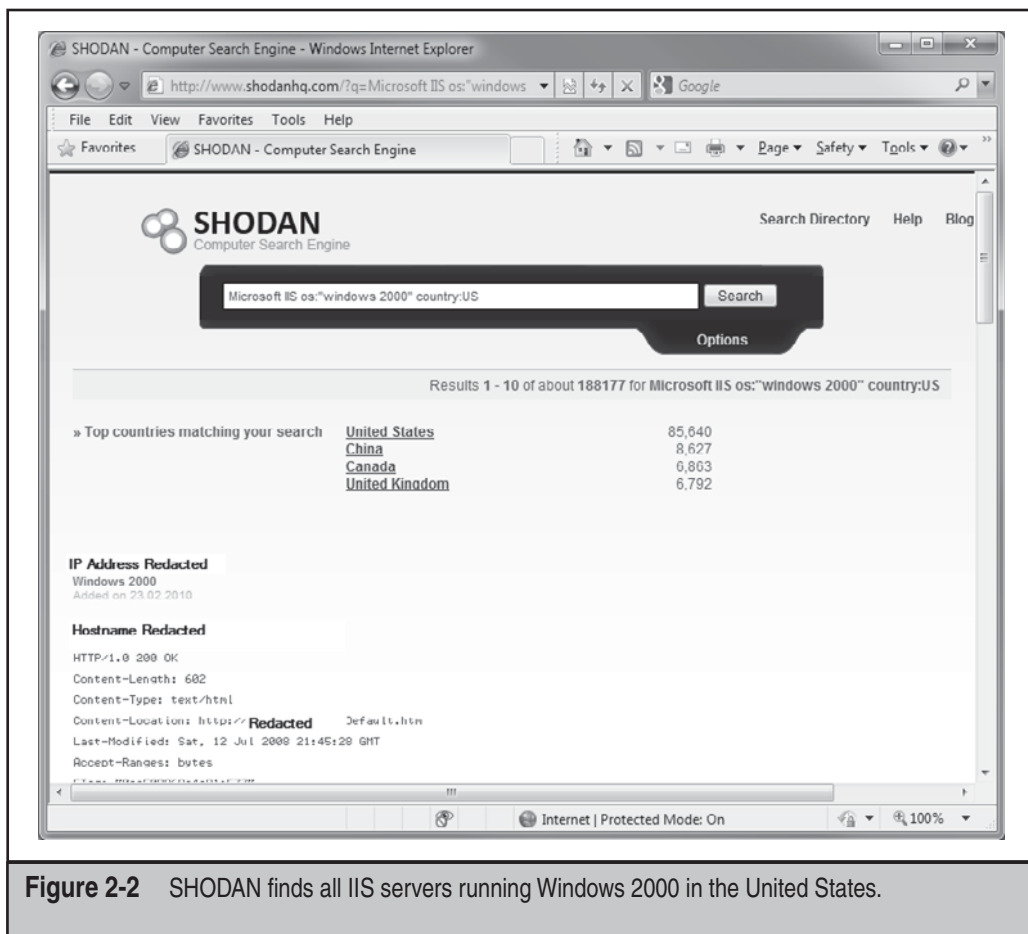 SHODAN - Computer Search Engine - Windows Internet Explorer
http://www.shodanhq.com/?q=Microsoft IIS os:"windows
Google
File Edit View Favorites Tools Help
Favorites SHODAN - Computer Search Engine Page Safety Tools
SHODAN
Computer Search Engine
Search Directory Help Blog
Microsoft IIS os:"windows 2000" country:US Search
Options
Results 1 - 10 of about 188177 for Microsoft IIS os:"windows 2000" country:US
» Top countries matching your search United States 85,640
China 8,627
Canada 6,863
United Kingdom 6,792
IP Address Redacted
Windows 2000
Added on 23.02.2010
Hostname Redacted
HTTP/1.0 200 OK
Content-Length: 602
Content-Type: text/html
Content-Location: http:// Redacted Default.htm
Last-Modified: Sat, 12 Jul 2008 21:45:28 GMT
Accept-Ranges: bytes
Internet | Protected Mode: On 100%
Figure 2-2 SHODAN finds all IIS servers running Windows 2000 in the United States.